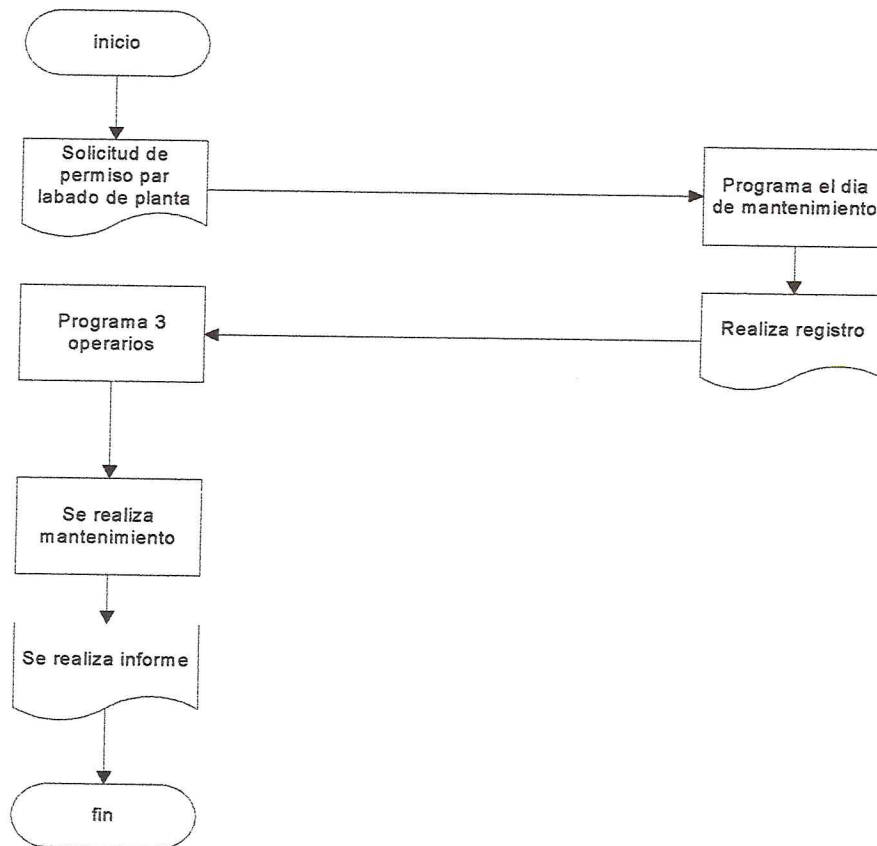 inicio
Solicitud de
permiso par
labado de planta
Programa el dia
de mantenimiento
Realiza registro
Programa 3
operarios
Se realiza
mantenimiento
Se realiza informe
fin